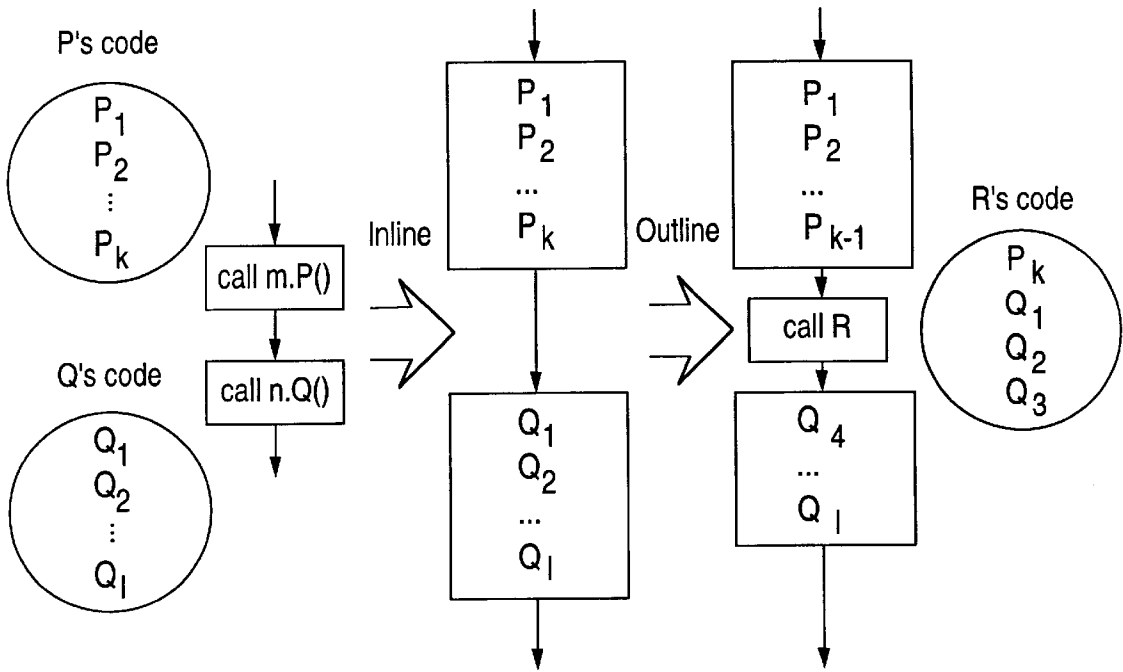 P's code
P₁
P₂
...
Pₖ
call m.P()
call n.Q()
Q's code
Q₁
Q₂
...
Qₗ
Inline
P₁
P₂
...
Pₖ
Q₁
Q₂
...
Qₗ
Outline
P₁
P₂
...
Pₖ₋₁
call R
Q₄
...
Qₗ
R's code
Pₖ
Q₁
Q₂
Q₃